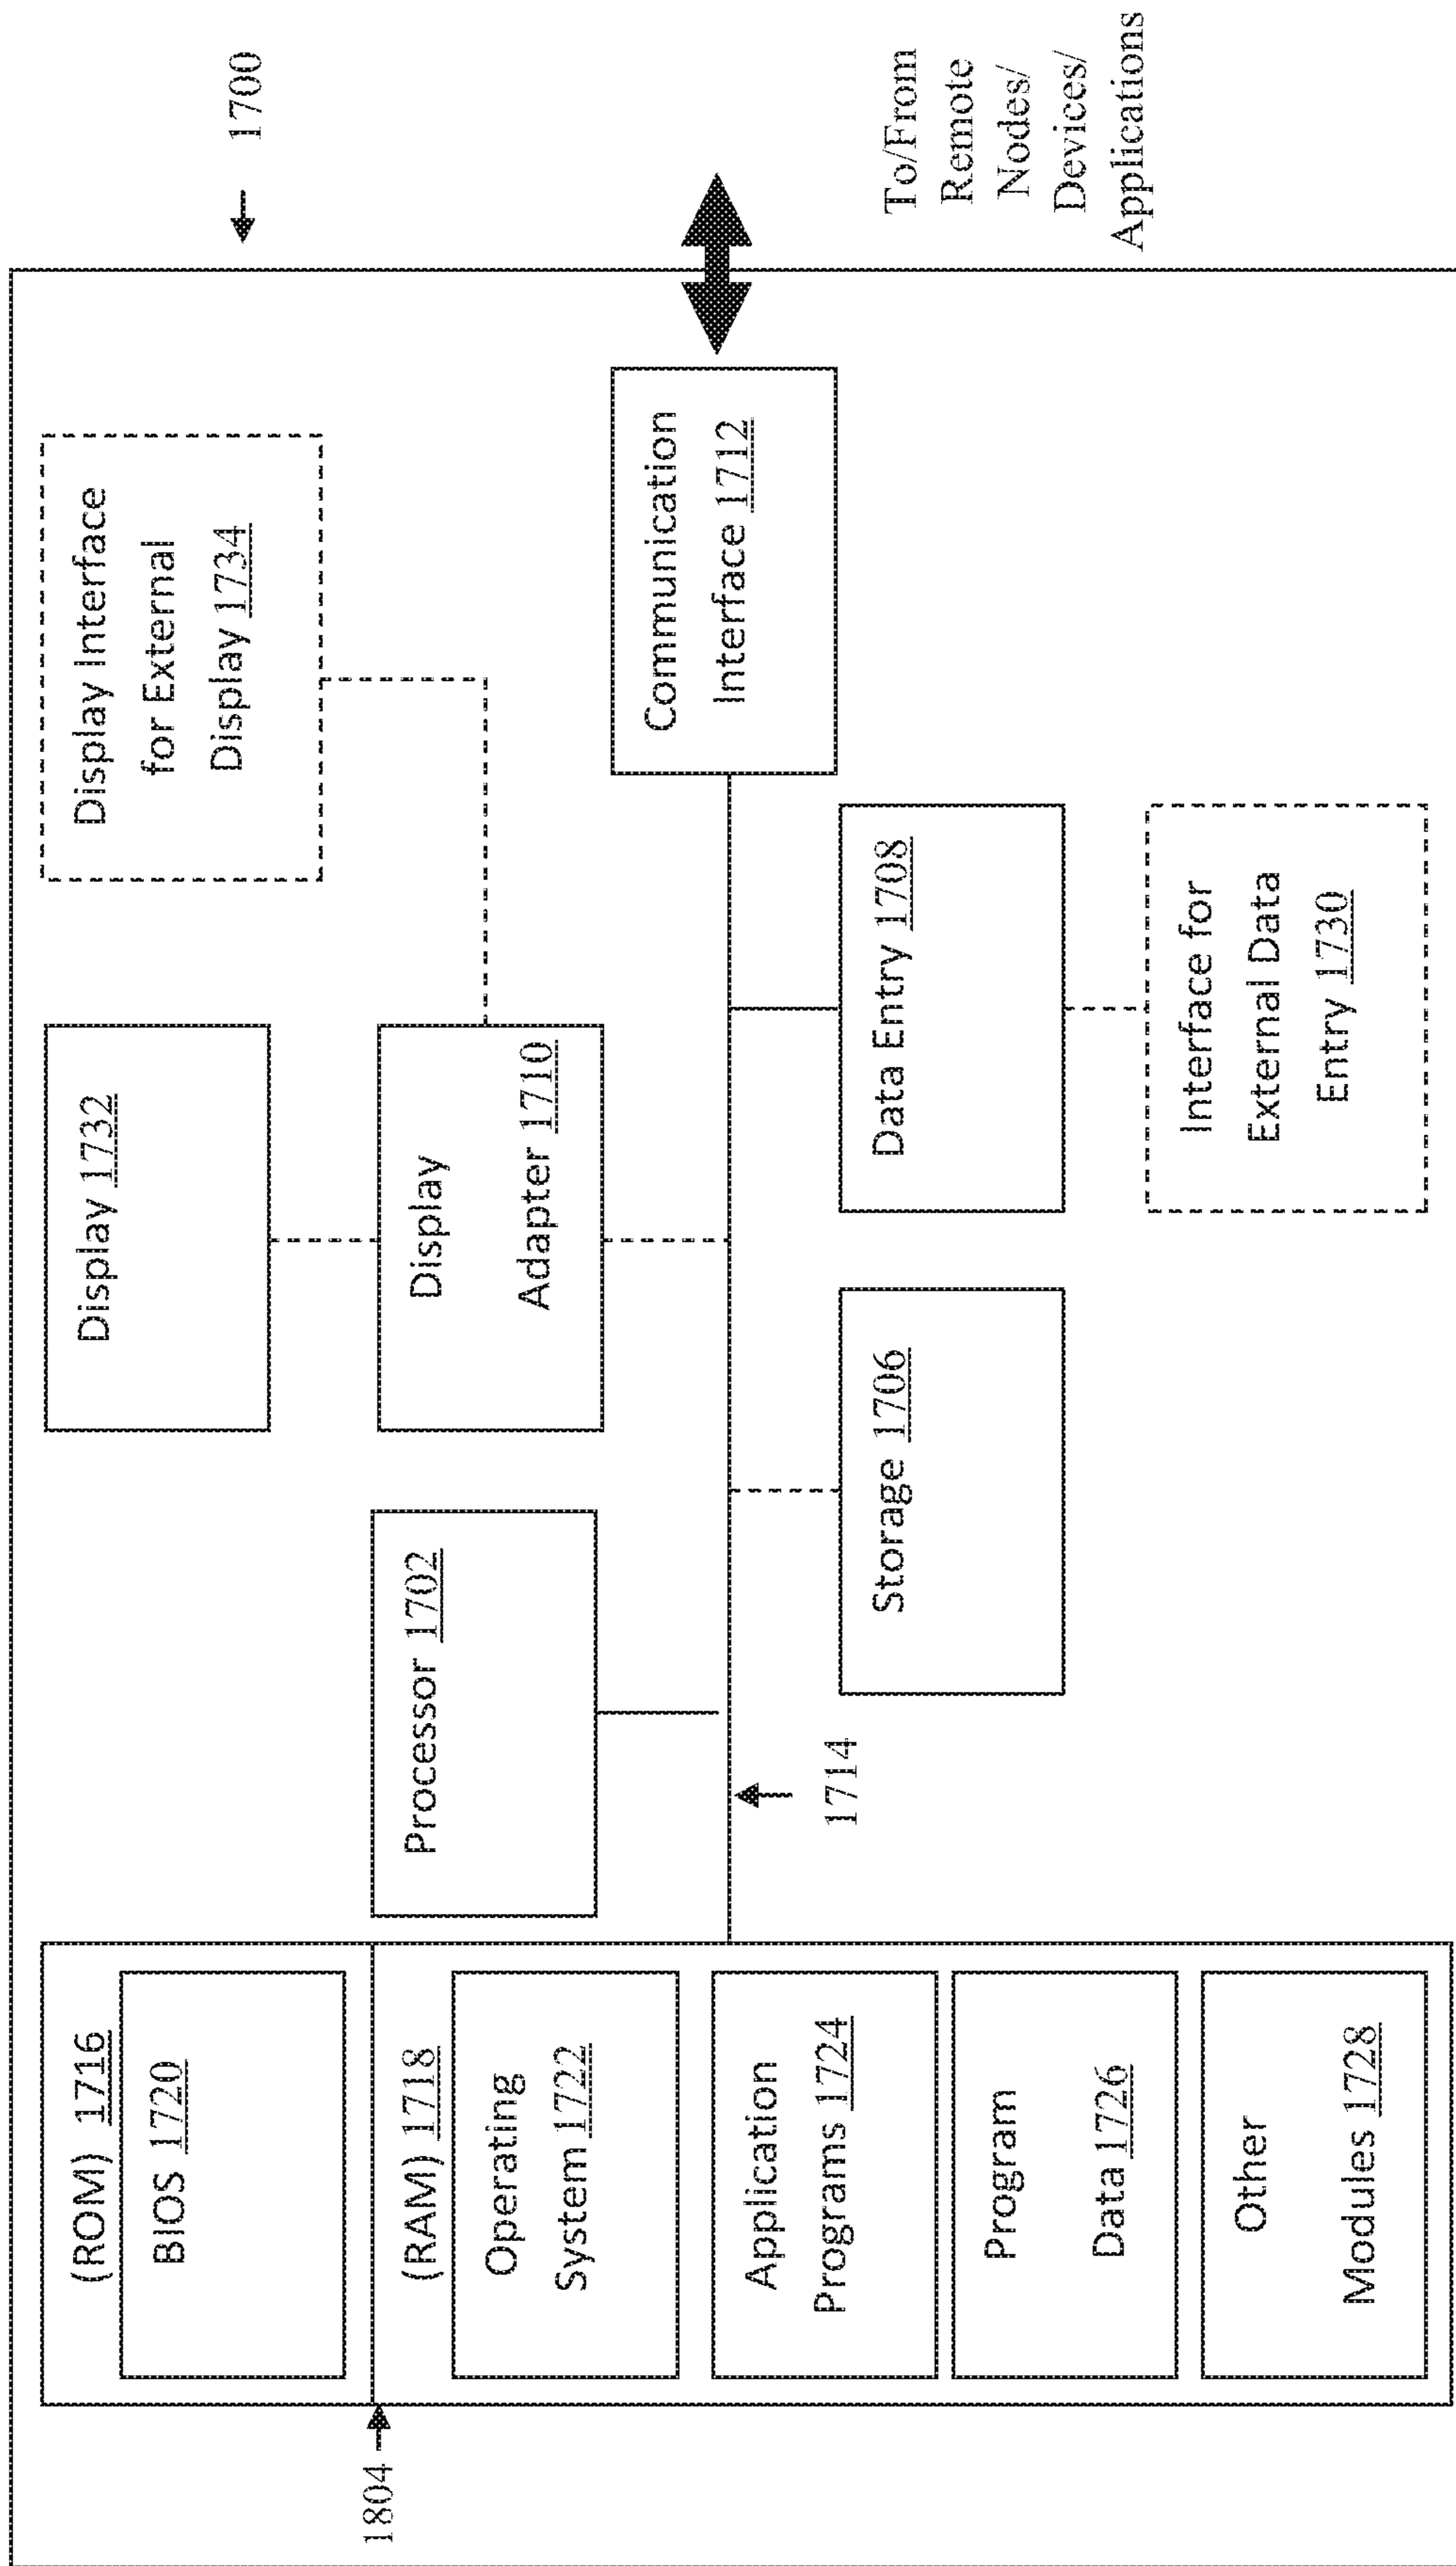 1700
(ROM) 1716
BIOS 1720
1804
(RAM) 1718
Operating
System 1722
Application
Programs 1724
Program
Data 1726
Other
Modules 1728
Processor 1702
1714
Storage 1706
Display 1732
Display
Adapter 1710
Data Entry 1708
Interface for
External Data
Entry 1730
Display Interface
for External
Display 1734
Communication
Interface 1712
To/From
Remote
Nodes/
Devices/
Applications